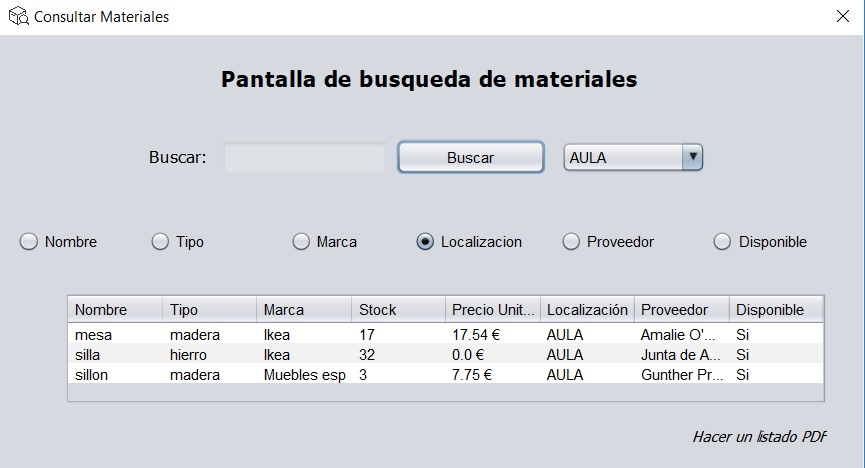 Consultar Materiales
Pantalla de busqueda de materiales
Buscar: Buscar AULA
Nombre Tipo Marca Localizacion Proveedor Disponible
Nombre Tipo Marca Stock Precio Unit... Localización Proveedor Disponible
mesa madera Ikea 17 17.54 € AULA Amalie O'... Si
silla hierro Ikea 32 0.0 € AULA Junta de A... Si
sillon madera Muebles esp 3 7.75 € AULA Gunther Pr... Si
Hacer un listado PDF